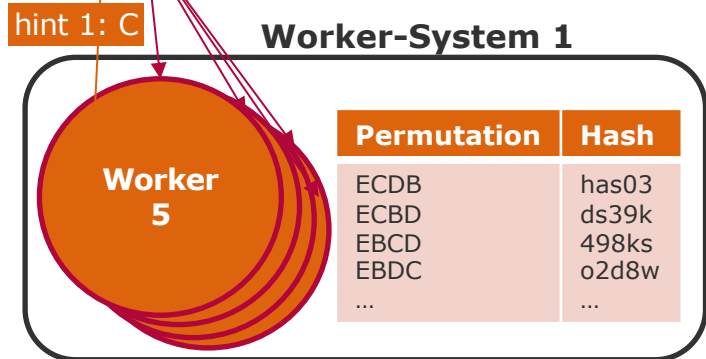 hint 1: C
Worker-System 1
Worker
5
Permutation Hash
ECDB has03
ECBD ds39k
EBCD 498ks
EBDC o2d8w
... ...